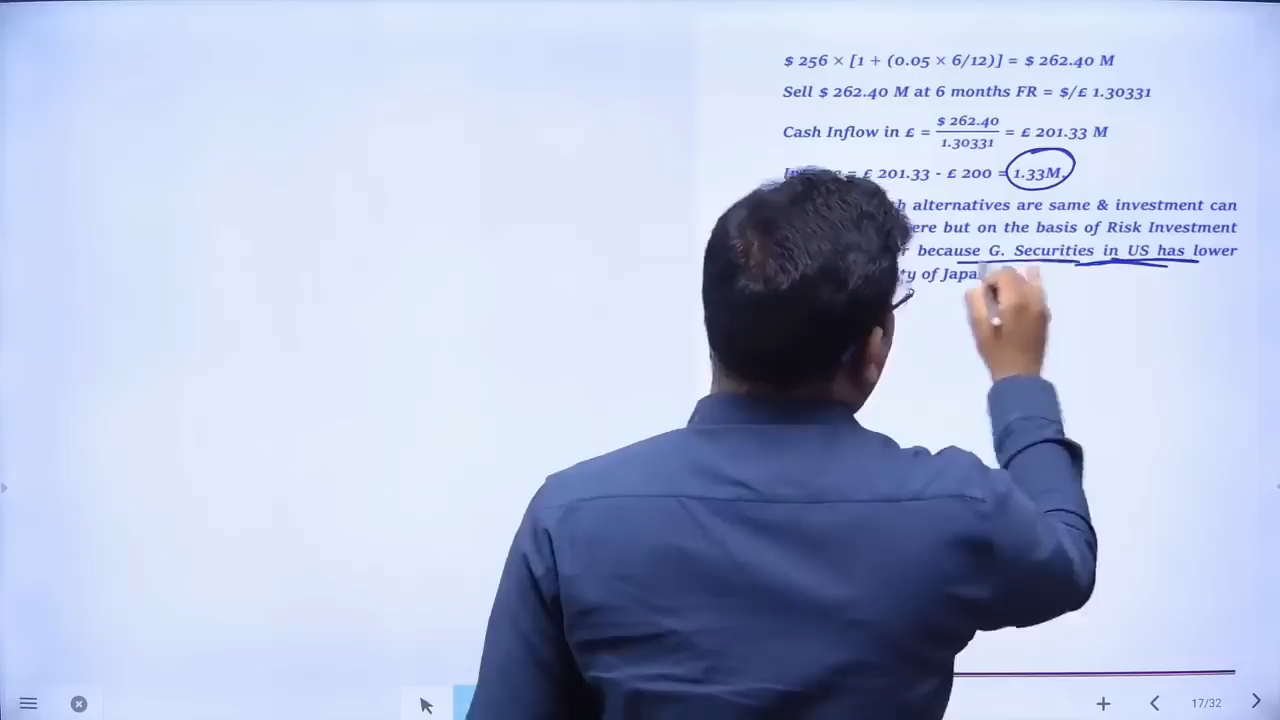 $ 256 × [1 + (0.05 × 6/12)] = $ 262.40 M
Sell $ 262.40 M at 6 months FR = $/£ 1.30331
Cash Inflow in £ = $ 262.40 / 1.30331 = £ 201.33 M
= £ 201.33 - £ 200 = 1.33M.
alternatives are same & investment can
but on the basis of Risk Investment
because G. Securities in US has lower
of
17/32